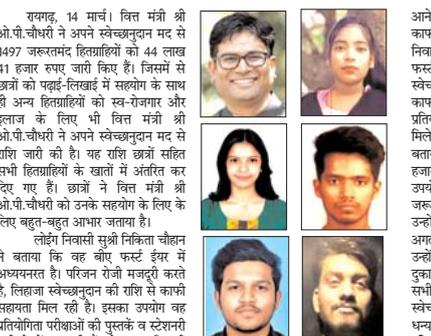 रायगढ़, 14 मार्च। वित्त मंत्री श्री
ओ.पी.चौधरी ने अपने स्वेच्छानुदान मद से
1497 जरूरतमंद हितग्राहियों को 44 लाख
41 हजार रुपए जारी किए हैं। जिसमें से
छात्रों को पढ़ाई-लिखाई में सहयोग के साथ
ही अन्य हितग्राहियों को स्व-रोजगार और
इलाज के लिए भी वित्त मंत्री श्री
ओ.पी.चौधरी ने अपने स्वेच्छानुदान मद से
राशि जारी की है। यह राशि छात्रों सहित
सभी हितग्राहियों के खातों में अंतरित कर
दिए गए हैं। छात्रों ने वित्त मंत्री श्री
ओ.पी.चौधरी को उनके सहयोग के लिए के
लिए बहुत-बहुत आभार जताया है।
लोईंग निवासी सुश्री निकिता चौहान
ने बताया कि वह बीए फर्स्ट ईयर में
अध्ययनरत है। परिजन रोजी मजदूरी करते
है, लिहाजा स्वेच्छानुदान की राशि से काफी
सहायता मिल रही है। इसका उपयोग वह
प्रतियोगिता परीक्षाओं की पुस्तकें व स्टेशनरी
आने
काफ
निवा
फर्स्ट
स्वेच
काफ
प्रति
मिले
बता
हजा
उपय
जरू
उन्हो
अगत
उन्हों
दुका
सभी
स्वेच
धन्य